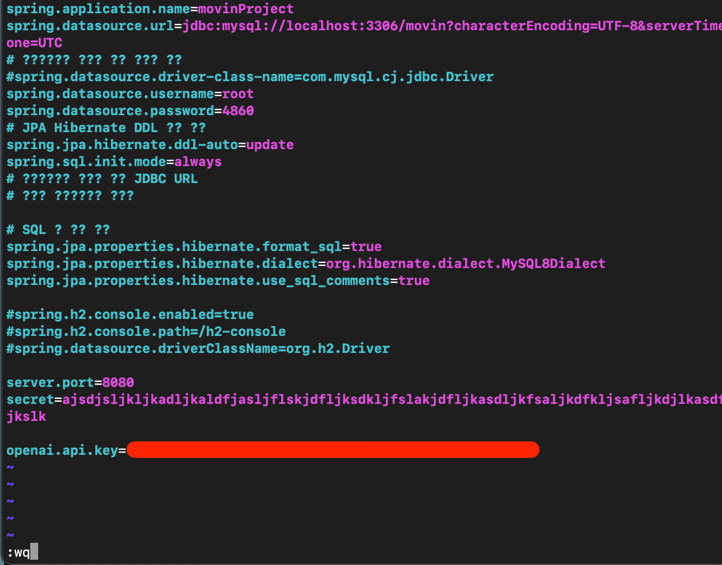 spring.application.name=movinProject
spring.datasource.url=jdbc:mysql://localhost:3306/movin?characterEncoding=UTF-8&serverTimez
one=UTC
# ?????? ??? ?? ??? ??
#spring.datasource.driver-class-name=com.mysql.cj.jdbc.Driver
spring.datasource.username=root
spring.datasource.password=4860
# JPA Hibernate DDL ?? ??
spring.jpa.hibernate.ddl-auto=update
spring.sql.init.mode=always
# ?????? ??? ?? JDBC URL
# ??? ?????? ???
# SQL ? ?? ??
spring.jpa.properties.hibernate.format_sql=true
spring.jpa.properties.hibernate.dialect=org.hibernate.dialect.MySQL8Dialect
spring.jpa.properties.hibernate.use_sql_comments=true
#spring.h2.console.enabled=true
#spring.h2.console.path=/h2-console
#spring.datasource.driverClassName=org.h2.Driver
server.port=8080
secret=ajsdjsljkljkadljkaldfjasljflskjdfljksdkljfslakjdfljkasdljkfsaljkdfkljsafljkdjlkasdf
jkslk
openai.api.key=
~
~
~
~
~
:wq